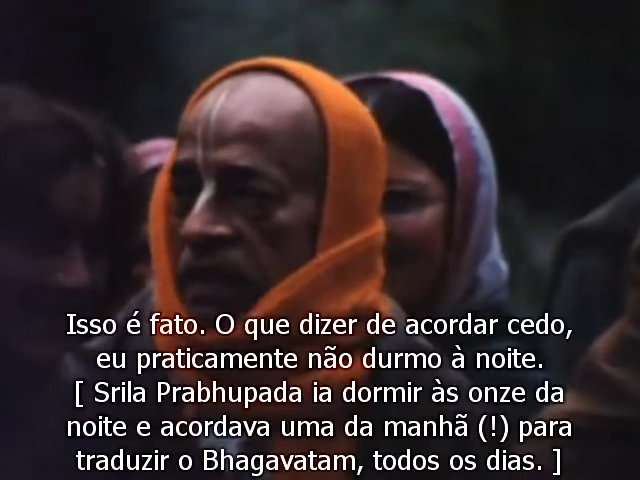 Isso é fato. O que dizer de acordar cedo,
eu praticamente não durmo à noite.
[ Srila Prabhupada ia dormir às onze da
noite e acordava uma da manhã (!) para
traduzir o Bhagavatam, todos os dias. ]